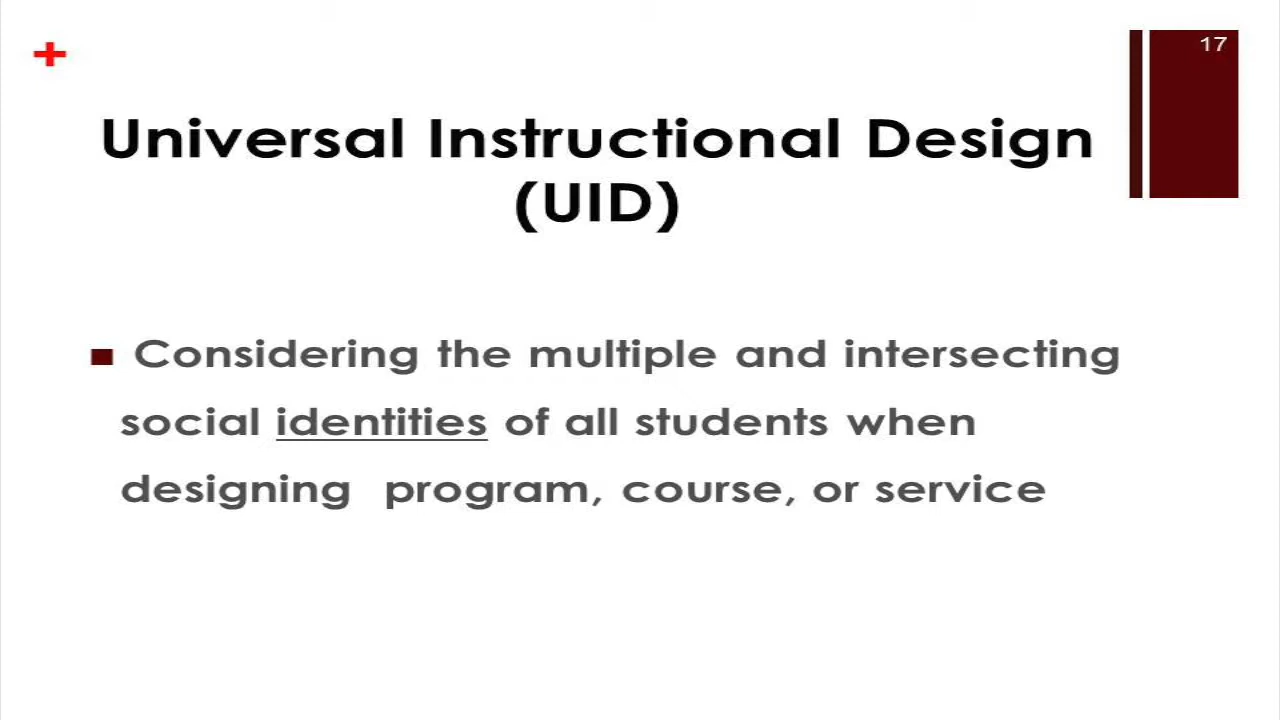 +
17
Universal Instructional Design
(UID)
Considering the multiple and intersecting
social identities of all students when
designing  program, course, or service